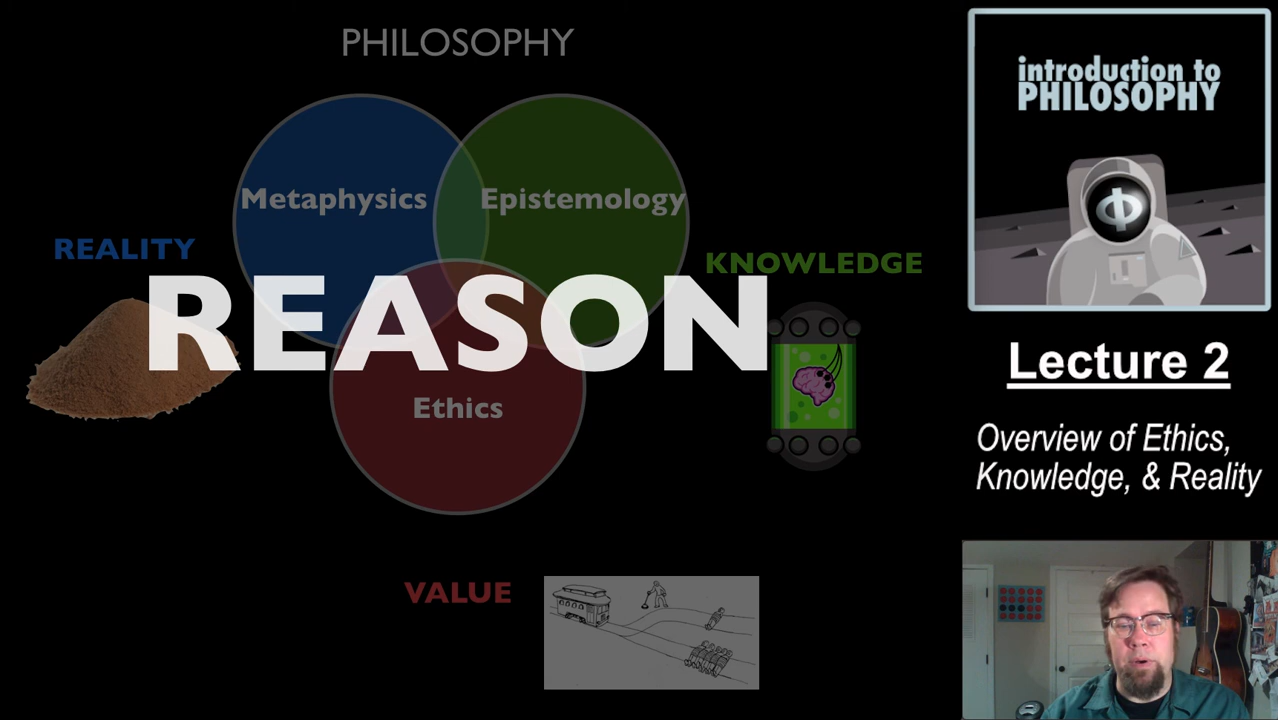 PHILOSOPHY
Metaphysics
Epistemology
REALITY
KNOWLEDGE
REASON
Ethics
VALUE
introduction to
PHILOSOPHY
Φ
Lecture 2
Overview of Ethics,
Knowledge, & Reality